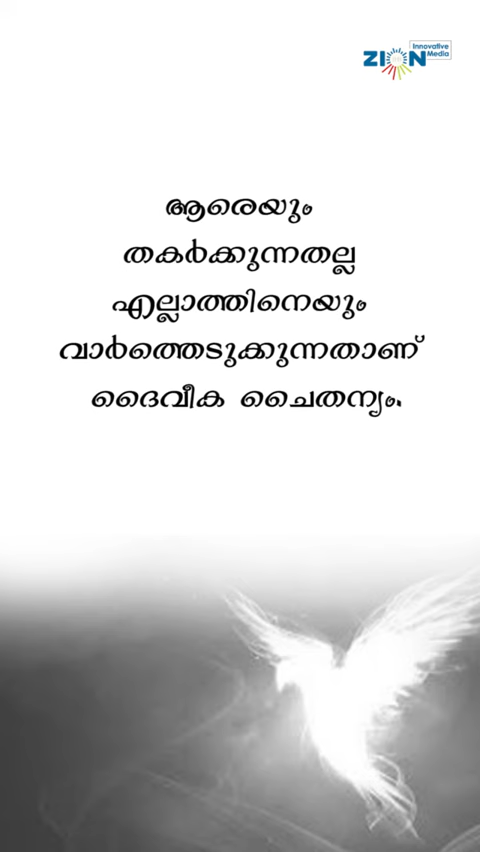 ZION
Innovative
Media
ആരെയും
തകർക്കുന്നതല്ല
എല്ലാത്തിനെയും
വാർത്തെടുക്കുന്നതാണ്
ദൈവീക ചൈതന്യം.